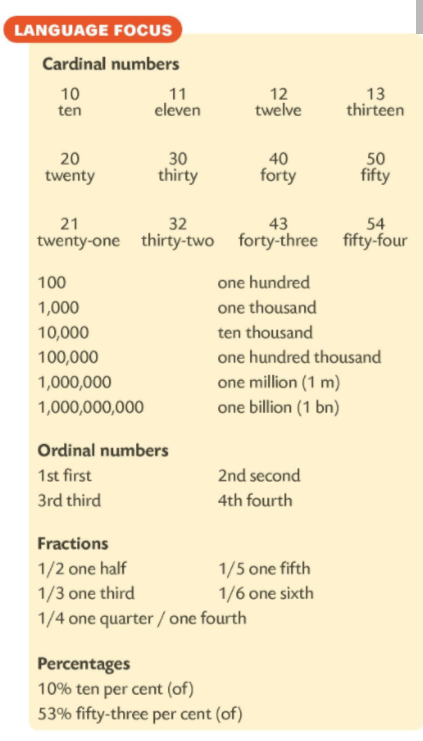 LANGUAGE FOCUS
Cardinal numbers
10 11 12 13
ten eleven twelve thirteen
20 30 40 50
twenty thirty forty fifty
21 32 43 54
twenty-one thirty-two forty-three fifty-four
100 one hundred
1,000 one thousand
10,000 ten thousand
100,000 one hundred thousand
1,000,000 one million (1 m)
1,000,000,000 one billion (1 bn)
Ordinal numbers
1st first 2nd second
3rd third 4th fourth
Fractions
1/2 one half 1/5 one fifth
1/3 one third 1/6 one sixth
1/4 one quarter / one fourth
Percentages
10% ten per cent (of)
53% fifty-three per cent (of)